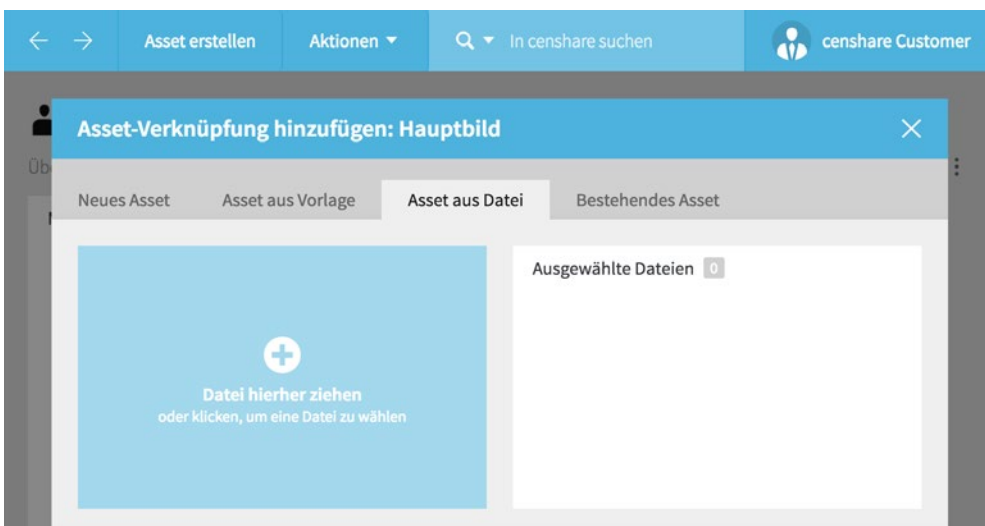 Asset erstellen Aktionen In censhare suchen censhare Customer
Asset-Verknüpfung hinzufügen: Hauptbild
Üb
Neues Asset Asset aus Vorlage Asset aus Datei Bestehendes Asset
Ausgewählte Dateien 0
Datei hierher ziehen
oder klicken, um eine Datei zu wählen